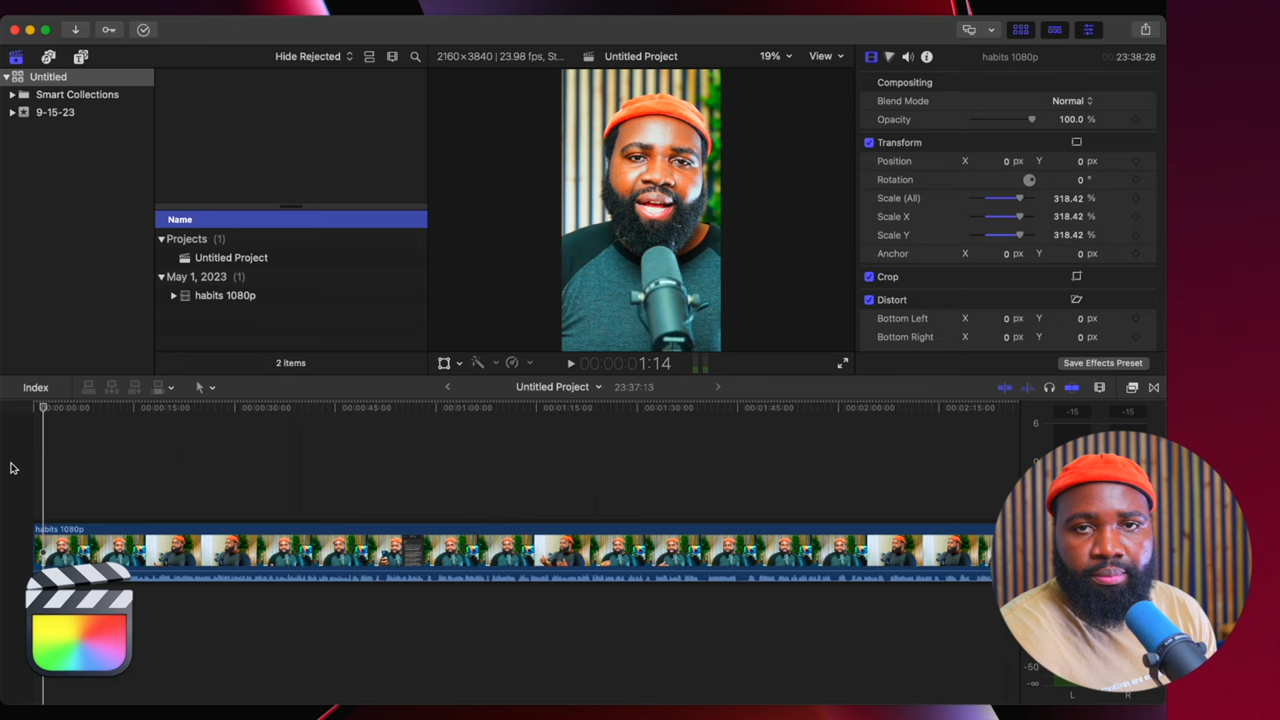 Hide Rejected
2160×3840 | 23.98 fps, St...
Untitled Project
19%
View
habits 1080p
23:38:28
Untitled
Smart Collections
9-15-23
Name
Projects (1)
Untitled Project
May 1, 2023 (1)
habits 1080p
2 items
00:00:01:14
Compositing
Blend Mode
Normal
Opacity
100.0 %
Transform
Position X 0 px Y 0 px
Rotation 0 °
Scale (All) 318.42 %
Scale X 318.42 %
Scale Y 318.42 %
Anchor X 0 px Y 0 px
Crop
Distort
Bottom Left X 0 px Y 0 px
Bottom Right X 0 px Y 0 px
Save Effects Preset
Index
Untitled Project
23:37:13
00:00:15:00
00:00:30:00
00:00:45:00
00:01:00:00
00:01:15:00
00:01:30:00
00:01:45:00
00:02:00:00
00:02:15:00
-15
-15
6
habits 1080p
-50
-∞
L
R